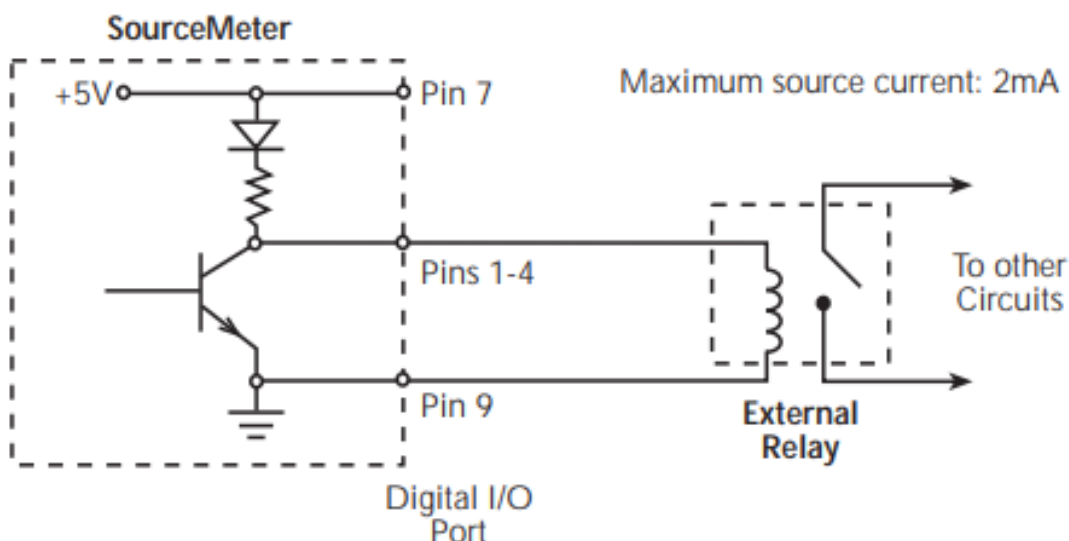 SourceMeter
+5V
Pin 7
Maximum source current: 2mA
Pins 1-4
To other
Circuits
Pin 9
External
Relay
Digital I/O
Port